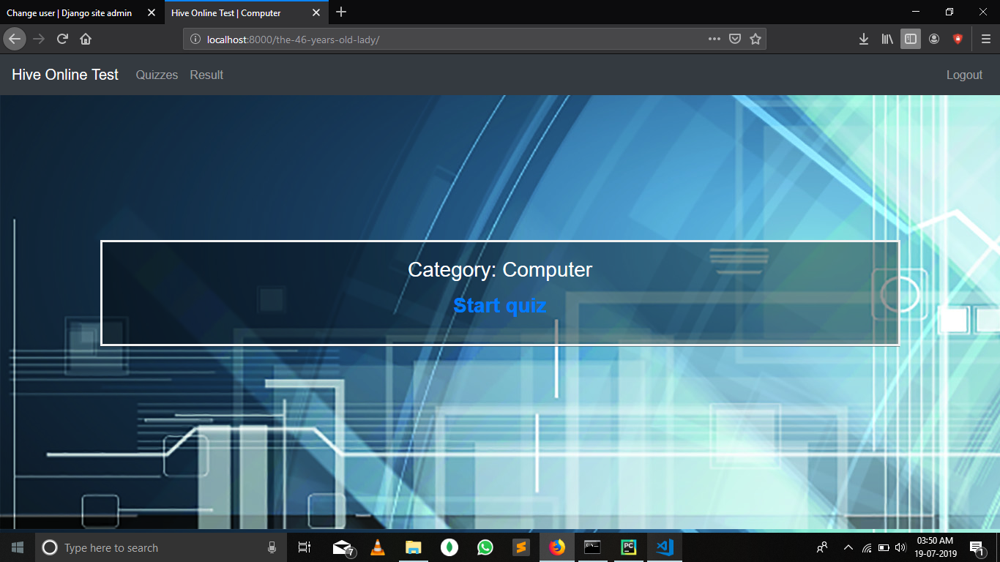 Change user | Django site admin
Hive Online Test | Computer
localhost:8000/the-46-years-old-lady/
Hive Online Test
Quizzes
Result
Logout
Category: Computer
Start quiz
Type here to search
7
PC
03:50 AM
19-07-2019
1